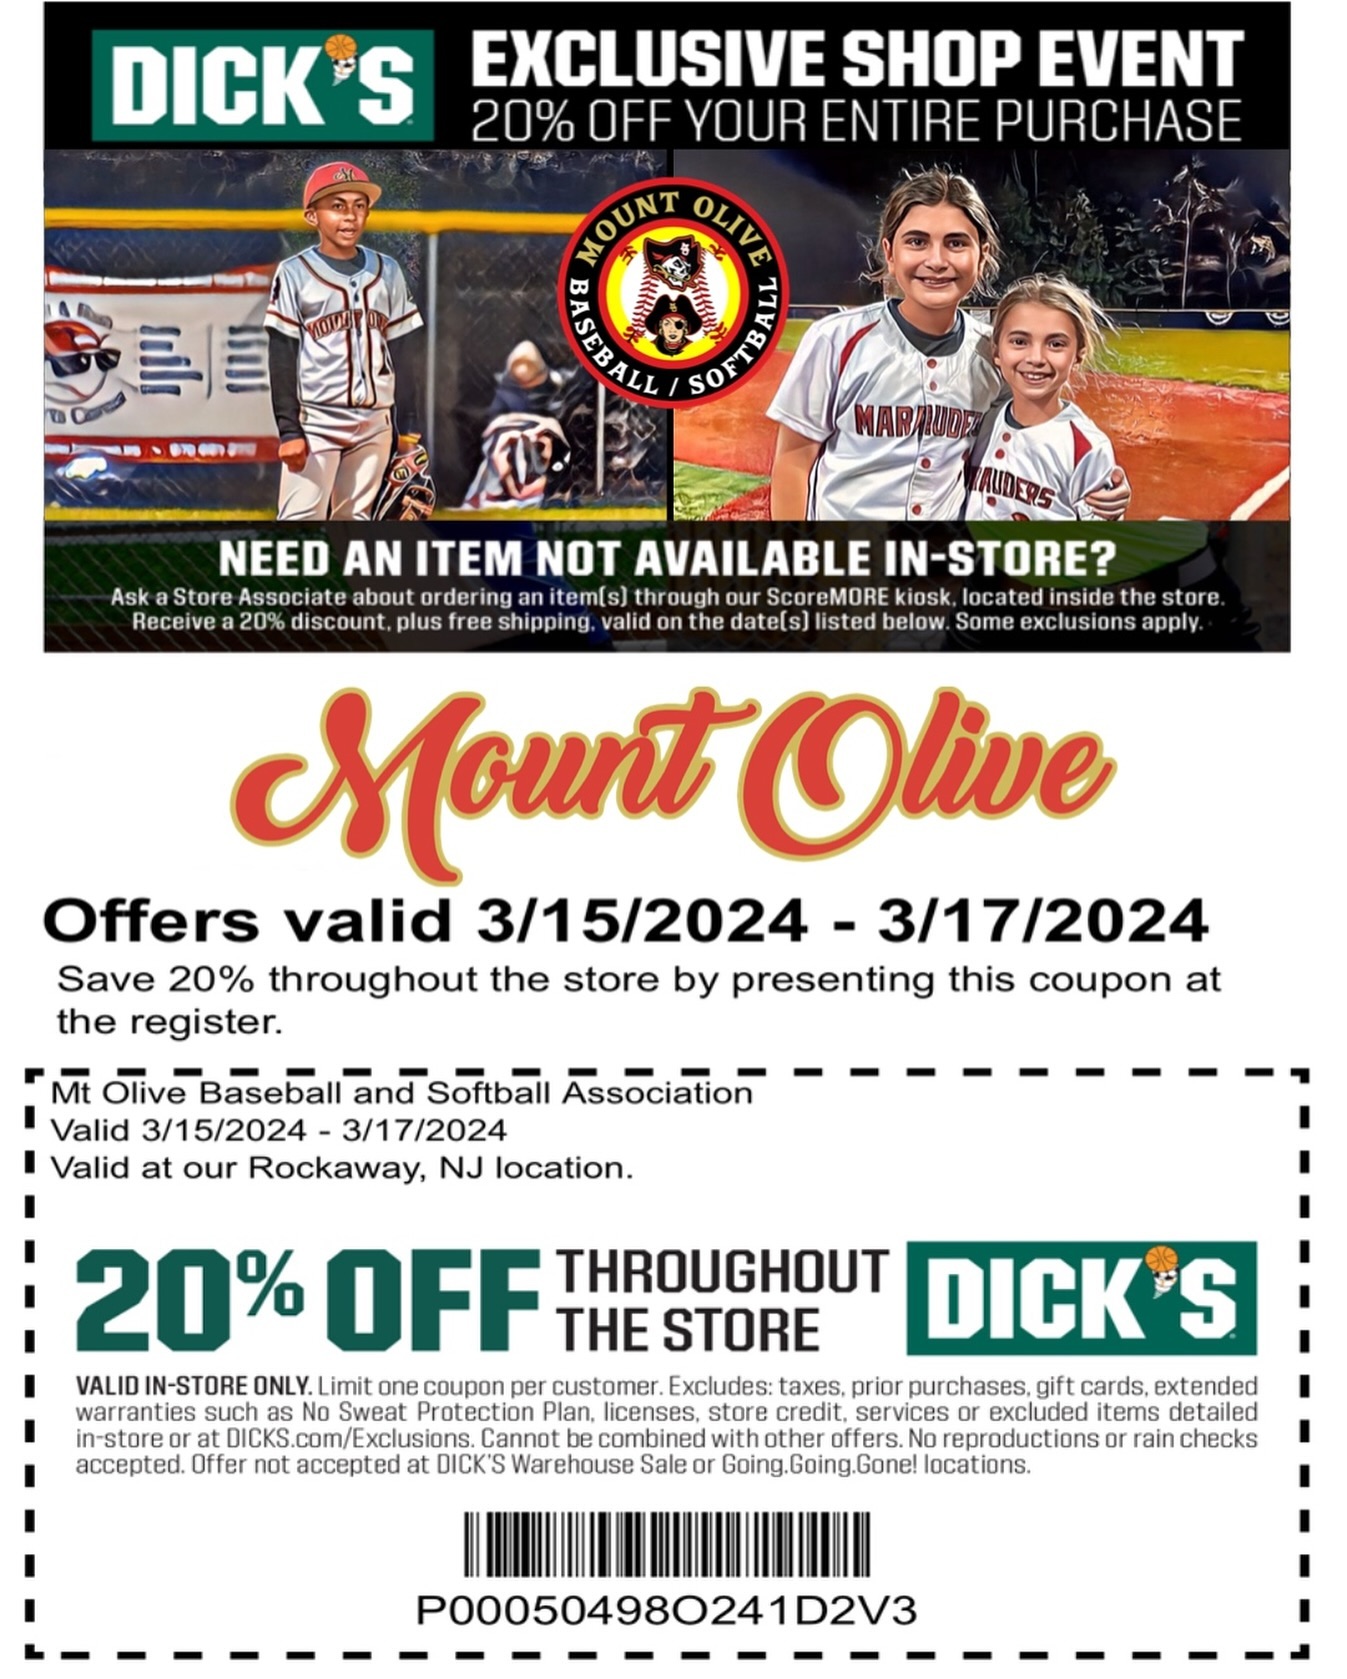 DICK'S
EXCLUSIVE SHOP EVENT
20% OFF YOUR ENTIRE PURCHASE
MOUNT OLIVE
BASEBALL / SOFTBALL
MARAUDE
RAUDERS
NEED AN ITEM NOT AVAILABLE IN-STORE?
Ask a Store Associate about ordering an item(s) through our ScoreMORE kiosk, located inside the store.
Receive a 20% discount, plus free shipping, valid on the date(s) listed below. Some exclusions apply.
Mount Olive
Offers valid 3/15/2024 - 3/17/2024
Save 20% throughout the store by presenting this coupon at
the register.
Mt Olive Baseball and Softball Association
Valid 3/15/2024 - 3/17/2024
Valid at our Rockaway, NJ location.
20% OFF THROUGHOUT
THE STORE
DICK'S
VALID IN-STORE ONLY. Limit one coupon per customer. Excludes: taxes, prior purchases, gift cards, extended
warranties such as No Sweat Protection Plan, licenses, store credit, services or excluded items detailed
in-store or at DICKS.com/Exclusions. Cannot be combined with other offers. No reproductions or rain checks
accepted. Offer not accepted at DICK'S Warehouse Sale or Going.Going.Gone! locations.
P00050498O241D2V3